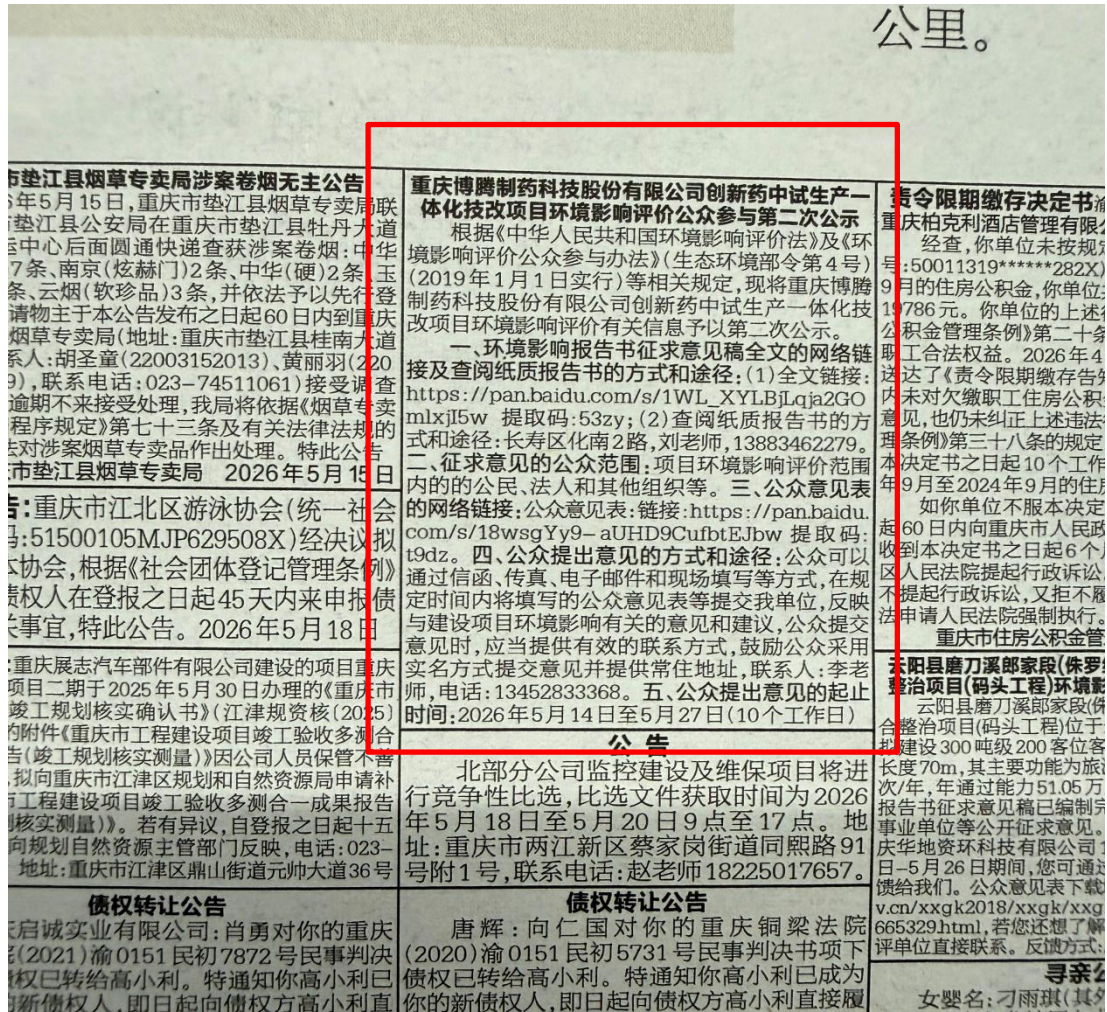 公里。
市垫江县烟草专卖局涉案卷烟无主公告
6年5月15日,重庆市垫江县烟草专卖局联
市垫江县公安局在重庆市垫江县牡丹大道
运中心后面圆通快递查获涉案卷烟:中华
7条、南京(炫赫门)2条、中华(硬)2条、玉
条、云烟(软珍品)3条,并依法予以先行登
请物主于本公告发布之日起60日内到重庆
烟草专卖局(地址:重庆市垫江县桂南大道
系人:胡圣童(22003152013)、黄丽羽(220
9),联系电话:023-74511061)接受调查
逾期不来接受处理,我局将依据《烟草专卖
程序规定》第七十三条及有关法律法规的
法对涉案烟草专卖品作出处理。特此公告
市垫江县烟草专卖局 2026年5月15日
告:重庆市江北区游泳协会(统一社会
码:51500105MJP629508X)经决议拟
本协会,根据《社会团体登记管理条例》
债权人在登报之日起45天内来申报债
关事宜,特此公告。2026年5月18日
:重庆展志汽车部件有限公司建设的项目重庆
项目二期于2025年5月30日办理的《重庆市
竣工规划核实确认书》(江津规资核(2025)
的附件《重庆市工程建设项目竣工验收多测合
告(竣工规划核实测量)》因公司人员保管不善
,拟向重庆市江津区规划和自然资源局申请补
市工程建设项目竣工验收多测合一成果报告
核实测量)》。若有异议,自登报之日起十五
向规划自然资源主管部门反映,电话:023-
地址:重庆市江津区鼎山街道元帅大道36号
债权转让公告
启诚实业有限公司:肖勇对你的重庆
(2021)渝0151民初7872号民事判决
债权已转给高小利。特通知你高小利已
的新债权人,即日起向债权方高小利直
重庆博腾制药科技股份有限公司创新药中试生产一
体化技改项目环境影响评价公众参与第二次公示
根据《中华人民共和国环境影响评价法》及《环
境影响评价公众参与办法》(生态环境部令第4号)
(2019年1月1日实行)等相关规定,现将重庆博腾
制药科技股份有限公司创新药中试生产一体化技
改项目环境影响评价有关信息予以第二次公示。
一、环境影响报告书征求意见稿全文的网络链
接及查阅纸质报告书的方式和途径:(1)全文链接:
https://pan.baidu.com/s/1WL_XYLBjLqja2GO
mlxjI5w 提取码:53zy;(2)查阅纸质报告书的方
式和途径:长寿区化南2路,刘老师,13883462279。
二、征求意见的公众范围:项目环境影响评价范围
内的的公民、法人和其他组织等。三、公众意见表
的网络链接:公众意见表:链接:https://pan.baidu.
com/s/18wsgYy9-aUHD9CufbtEJbw 提取码:
t9dz。四、公众提出意见的方式和途径:公众可以
通过信函、传真、电子邮件和现场填写等方式,在规
定时间内将填写的公众意见表等提交我单位,反映
与建设项目环境影响有关的意见和建议,公众提交
意见时,应当提供有效的联系方式,鼓励公众采用
实名方式提交意见并提供常住地址,联系人:李老
师,电话:13452833368。五、公众提出意见的起止
时间:2026年5月14日至5月27日(10个工作日)
公 告
北部分公司监控建设及维保项目将进
行竞争性比选,比选文件获取时间为2026
年5月18日至5月20日9点至17点。地
址:重庆市两江新区蔡家岗街道同熙路91
号附1号,联系电话:赵老师18225017657。
债权转让公告
唐辉:向仁国对你的重庆铜梁法院
(2020)渝0151民初5731号民事判决书项下
债权已转给高小利。特通知你高小利已成为
你的新债权人,即日起向债权方高小利直接履
责令限期缴存决定书渝
重庆柏克利酒店管理有限公
经查,你单位未按规定
号:50011319******282X)
9月的住房公积金,你单位共
19786元。你单位的上述行
公积金管理条例》第二十条
职工合法权益。2026年4
送达了《责令限期缴存告知
内未对欠缴职工住房公积金
意见,也仍未纠正上述违法行
理条例》第三十八条的规定
本决定书之日起10个工作
年9月至2024年9月的住房
如你单位不服本决定
起60日内向重庆市人民政
收到本决定书之日起6个月
区人民法院提起行政诉讼。
不提起行政诉讼,又拒不履
法申请人民法院强制执行。
重庆市住房公积金管
云阳县磨刀溪郎家段(侏罗纪
整治项目(码头工程)环境影
云阳县磨刀溪郎家段(侏
合整治项目(码头工程)位于
拟建设300吨级200客位客
长度70m,其主要功能为旅游
次/年,年通过能力51.05万
报告书征求意见稿已编制完
事业单位等公开征求意见。
庆华地资环科技有限公司1
日-5月26日期间,您可通过
馈给我们。公众意见表下载
v.cn/xxgk2018/xxgk/xxg
665329.html,若您还想了解
评单位直接联系。反馈方式:
寻亲公
女婴名:刁雨琪(其外